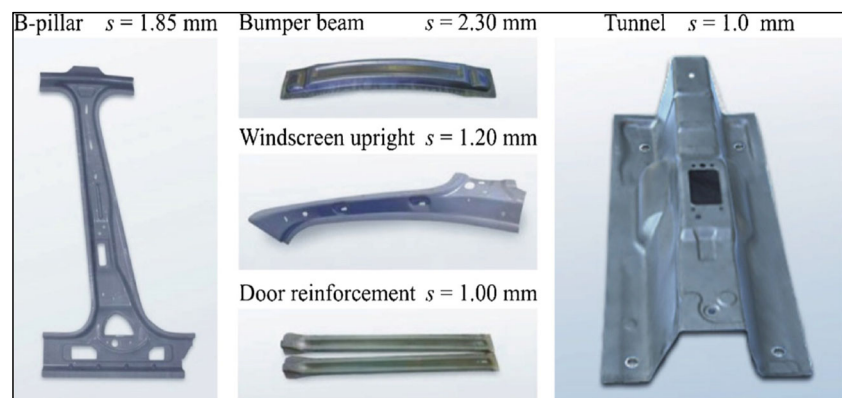 B-pillar s = 1.85 mm
Bumper beam s = 2.30 mm
Tunnel s = 1.0 mm
Windscreen upright s = 1.20 mm
Door reinforcement s = 1.00 mm